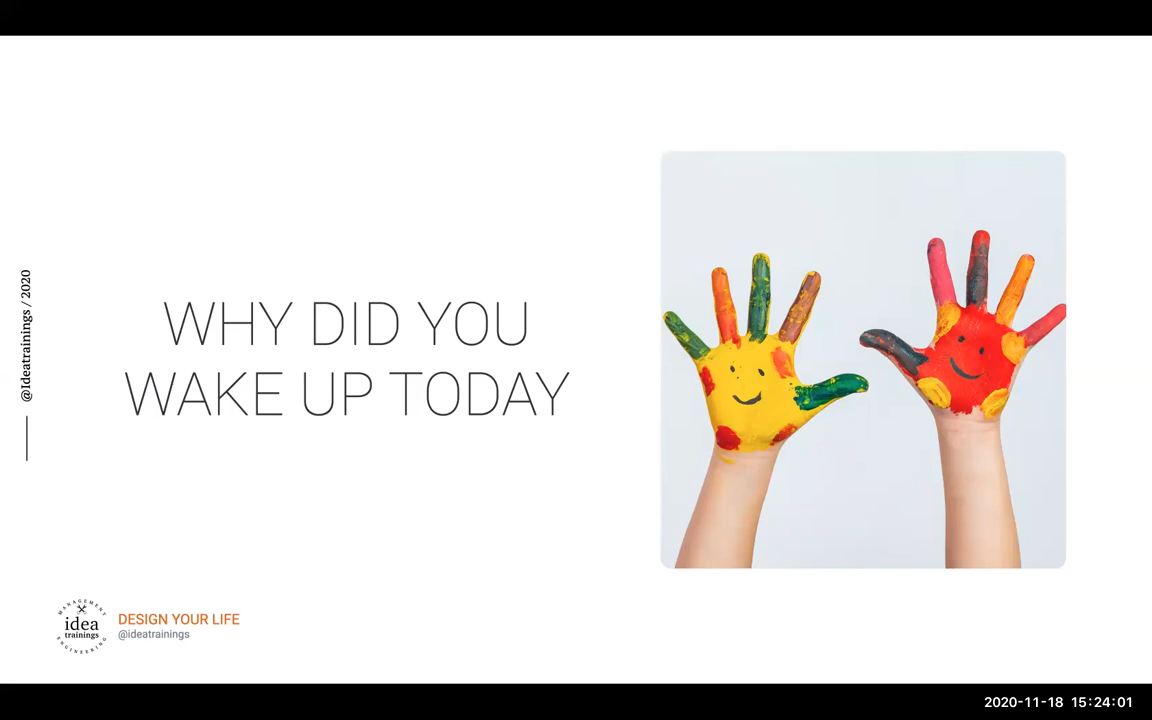 @Ideatrainings / 2020
WHY DID YOU
WAKE UP TODAY
MANAGEMENT
idea
trainings
ENGINEERING
DESIGN YOUR LIFE
@ideatrainings
2020-11-18 15:24:01